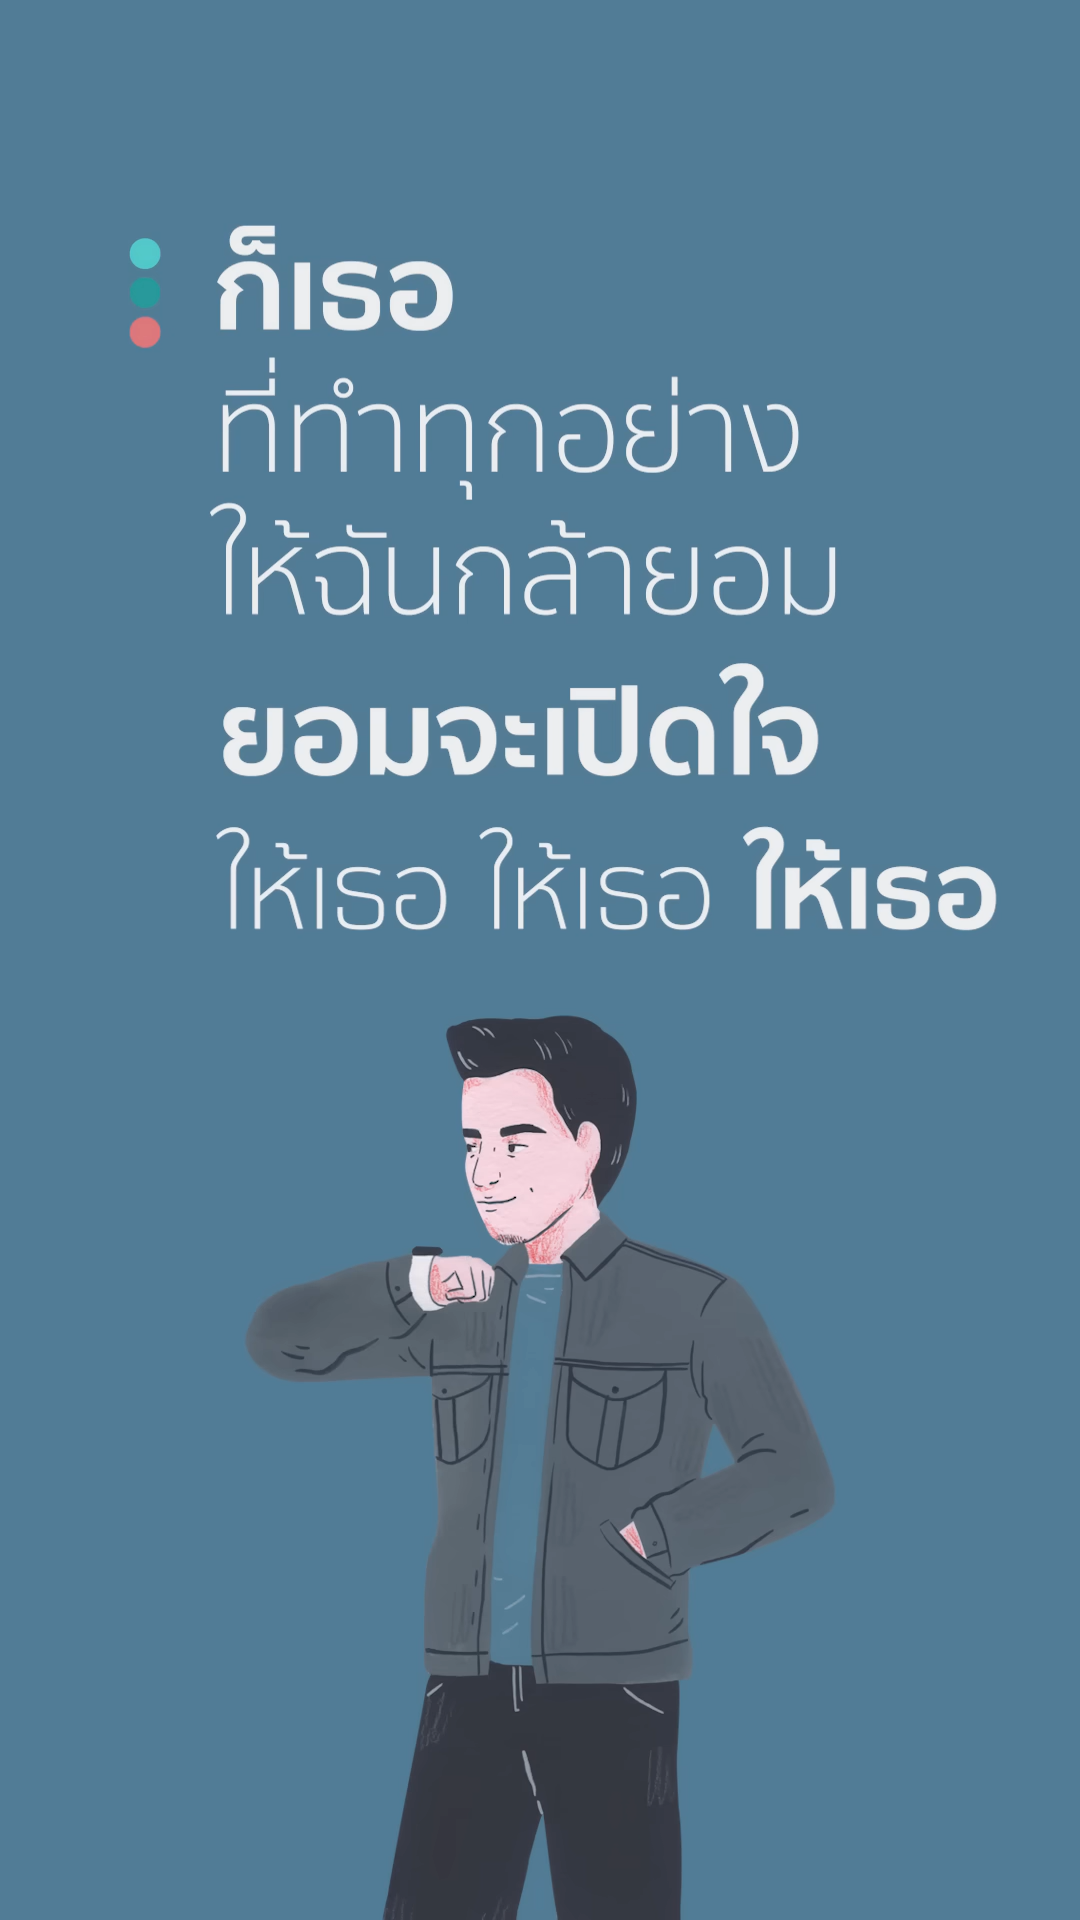 ก็เธอ
ที่ทำทุกอย่าง
ให้ฉันกล้ายอม
ยอมจะเปิดใจ
ให้เธอ ให้เธอ ให้เธอ